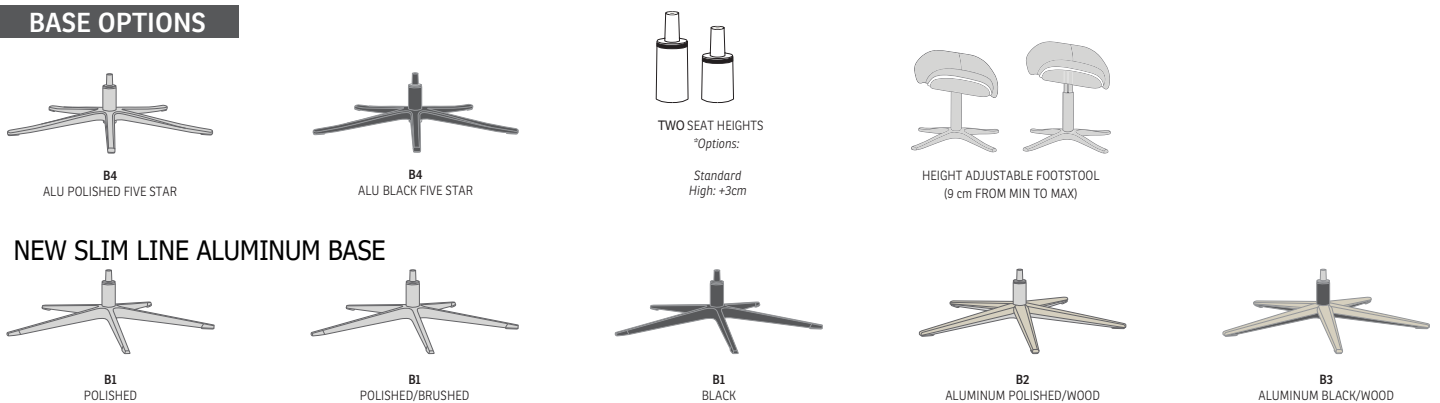 BASE OPTIONS
B4
ALU POLISHED FIVE STAR
B4
ALU BLACK FIVE STAR
TWO SEAT HEIGHTS
*Options:
Standard
High: +3cm
HEIGHT ADJUSTABLE FOOTSTOOL
(9 cm FROM MIN TO MAX)
NEW SLIM LINE ALUMINUM BASE
B1
POLISHED
B1
POLISHED/BRUSHED
B1
BLACK
B2
ALUMINUM POLISHED/WOOD
B3
ALUMINUM BLACK/WOOD